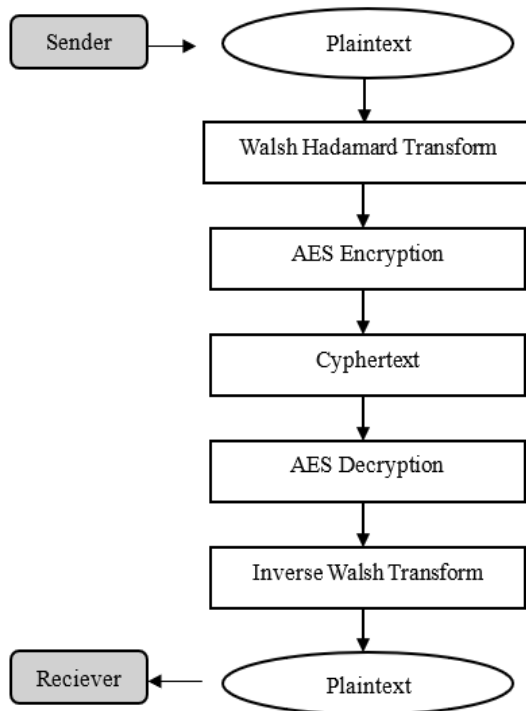 Sender
Plaintext
Walsh Hadamard Transform
AES Encryption
Cyphertext
AES Decryption
Inverse Walsh Transform
Reciever
Plaintext